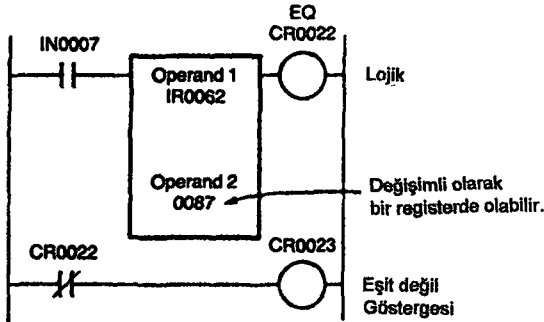 EQ
CR0022
IN0007
Operand 1
IR0062
Lojik
Operand 2
0087
Değişimli olarak
bir registerde olabilir.
CR0022
CR0023
Eşit değil
Göstergesi